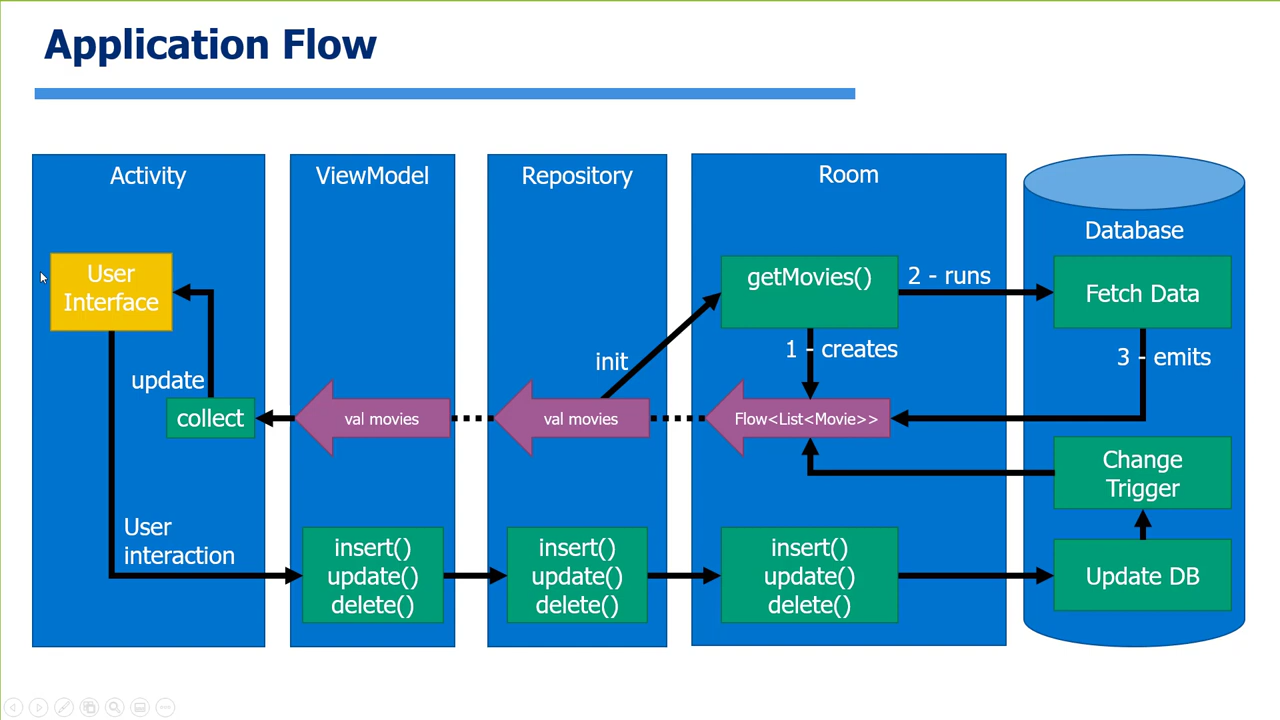 Application Flow
Activity
ViewModel
Repository
Room
Database
User
Interface
getMovies()
2 - runs
Fetch Data
init
1 - creates
3 - emits
update
collect
val movies
val movies
Flow<List<Movie>>
Change
Trigger
User
interaction
insert()
update()
delete()
insert()
update()
delete()
insert()
update()
delete()
Update DB